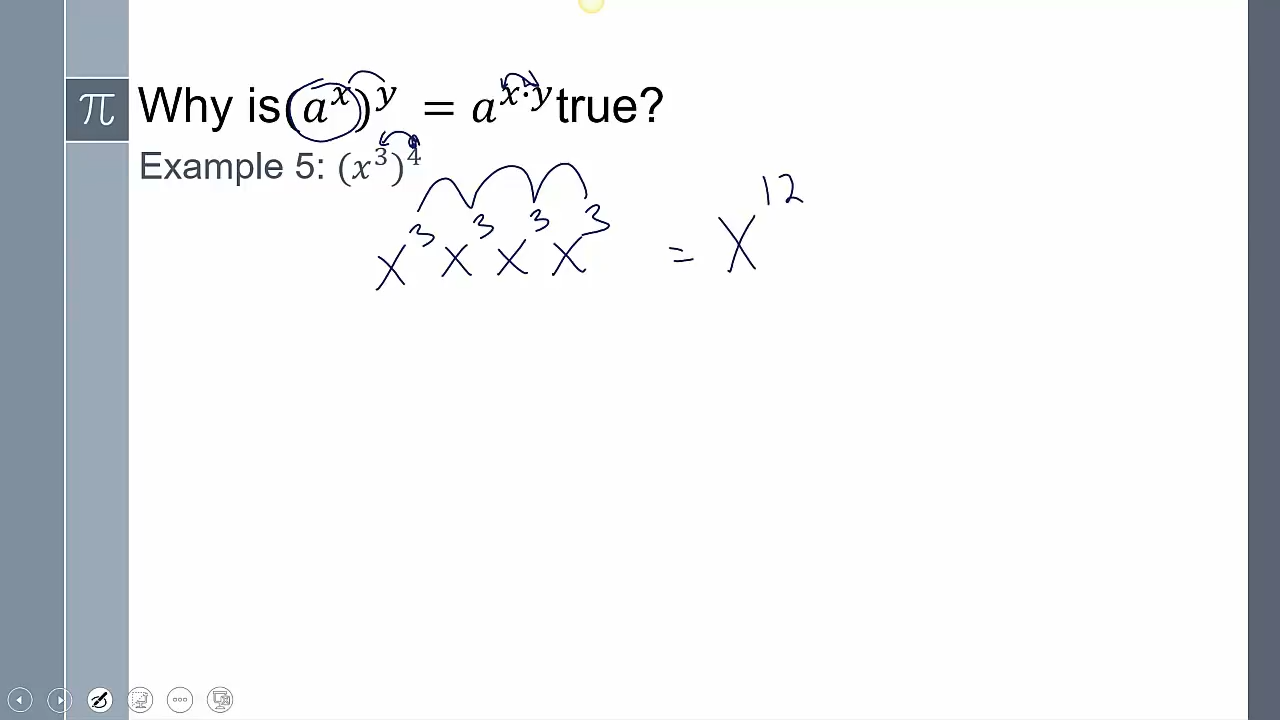 π Why is (a^x)^y = a^{x·y} true?
Example 5: (x^3)^4
x^3 x^3 x^3 x^3 = x^{12}